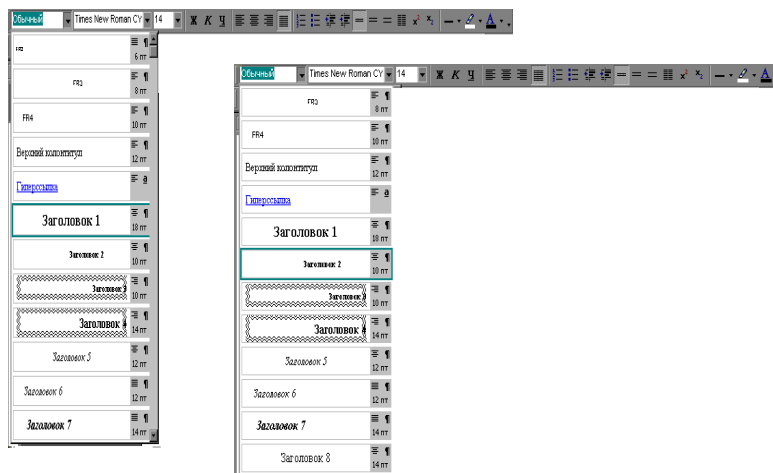 Обычный Times New Roman CY 14 Ж К Ч
FR2
6 пт
FR3
8 пт
FR4
10 пт
Верхний колонтитул
12 пт
Гиперссылка
a
Заголовок 1
18 пт
Заголовок 2
10 пт
Заголовок 3
10 пт
Заголовок 4
14 пт
Заголовок 5
12 пт
Заголовок 6
12 пт
Заголовок 7
14 пт
Обычный Times New Roman CY 14 Ж К Ч
FR3
8 пт
FR4
10 пт
Верхний колонтитул
12 пт
Гиперссылка
a
Заголовок 1
18 пт
Заголовок 2
10 пт
Заголовок 3
10 пт
Заголовок 4
14 пт
Заголовок 5
12 пт
Заголовок 6
12 пт
Заголовок 7
14 пт
Заголовок 8
14 пт